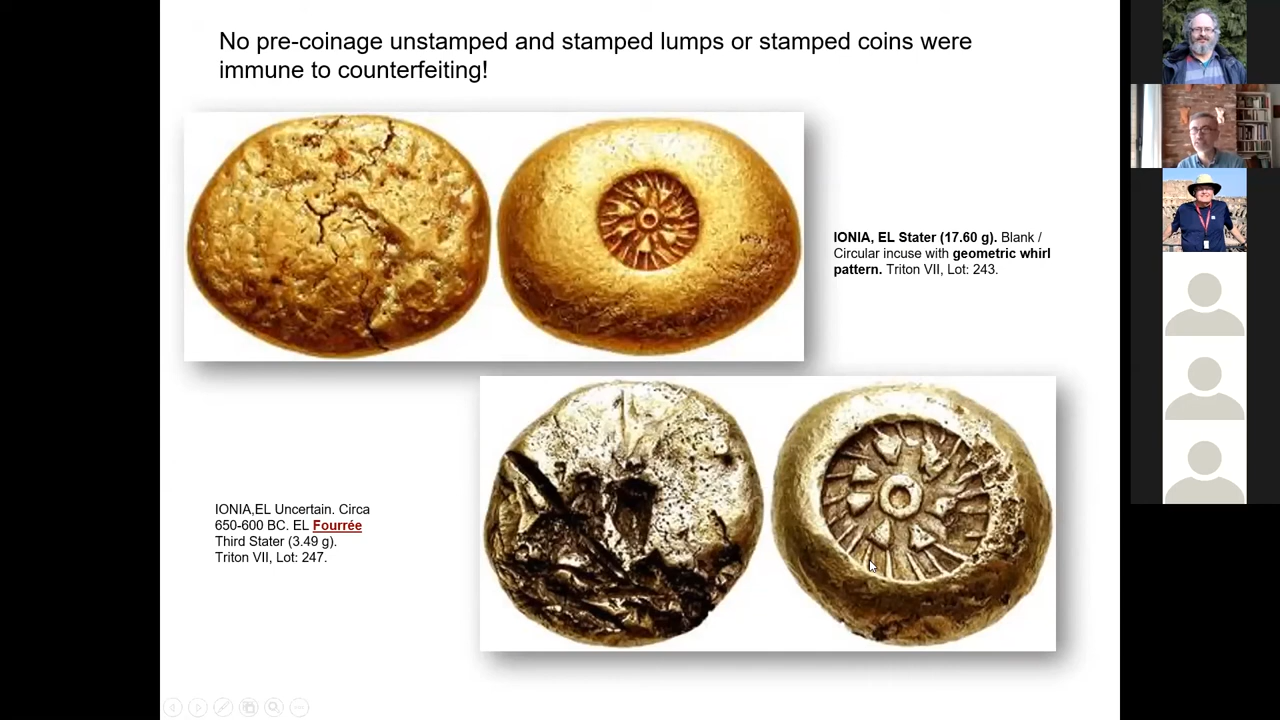 No pre-coinage unstamped and stamped lumps or stamped coins were
immune to counterfeiting!
IONIA, EL Stater (17.60 g). Blank /
Circular incuse with geometric whirl
pattern. Triton VII, Lot: 243.
IONIA,EL Uncertain. Circa
650-600 BC. EL Fourrée
Third Stater (3.49 g).
Triton VII, Lot: 247.